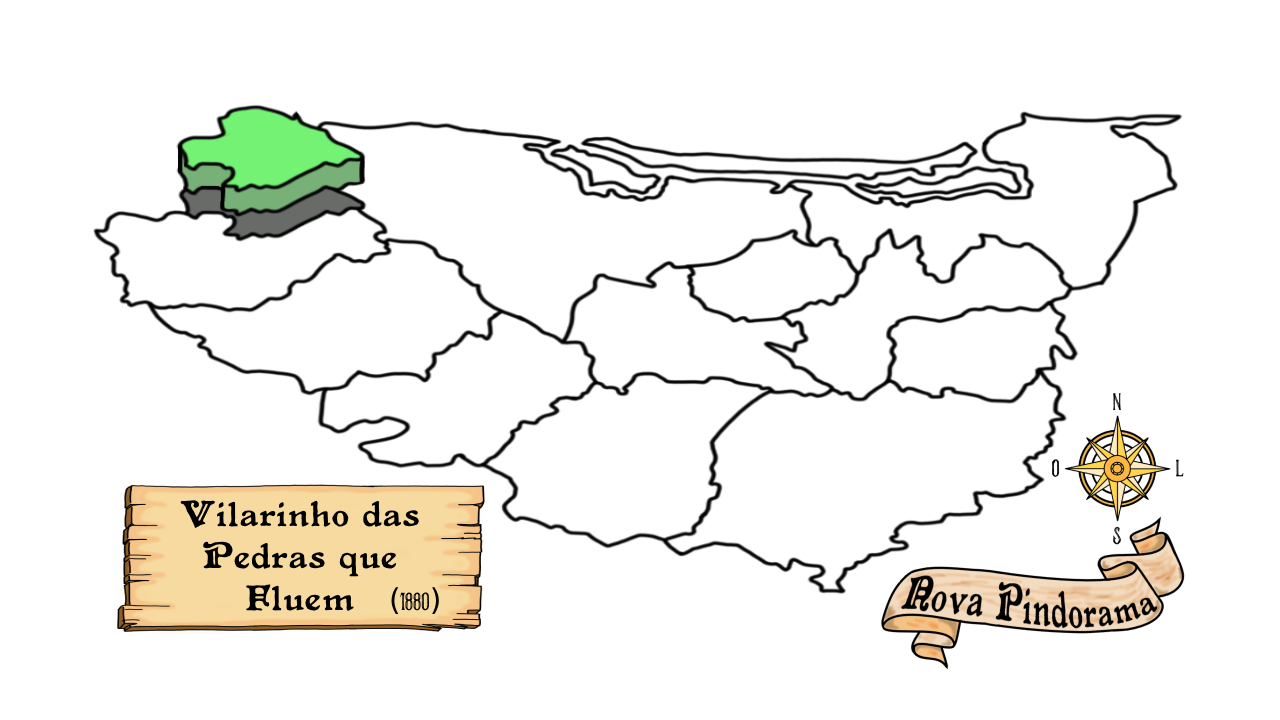 N
O L
S
Vilarinho das
Pedras que
Fluem (1880)
Nova Pindorama